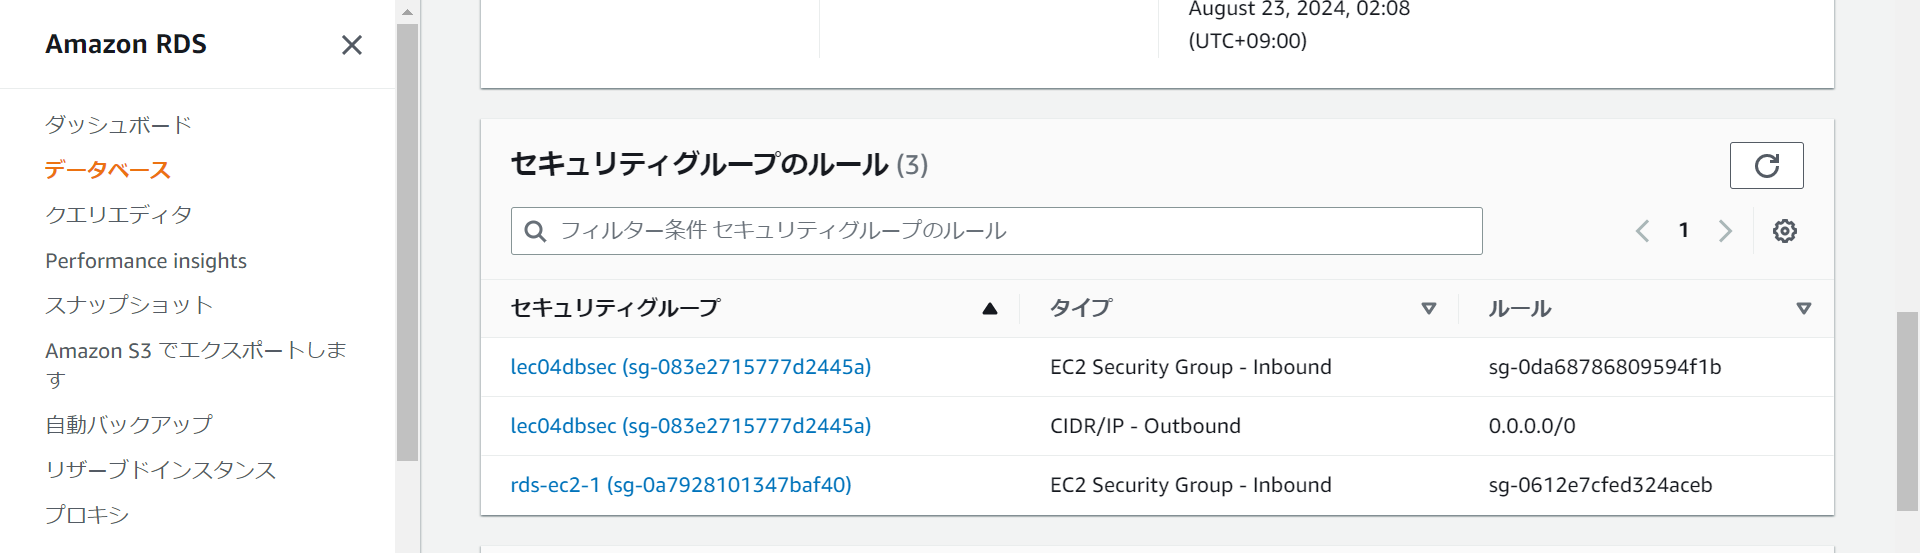 Amazon RDS
ダッシュボード
データベース
クエリエディタ
Performance insights
スナップショット
Amazon S3 でエクスポートしま
す
自動バックアップ
リザーブドインスタンス
プロキシ
August 23, 2024, 02:08
(UTC+09:00)
セキュリティグループのルール (3)
フィルター条件 セキュリティグループのルール
1
セキュリティグループ タイプ ルール
lec04dbsec (sg-083e2715777d2445a) EC2 Security Group - Inbound sg-0da68786809594f1b
lec04dbsec (sg-083e2715777d2445a) CIDR/IP - Outbound 0.0.0.0/0
rds-ec2-1 (sg-0a7928101347baf40) EC2 Security Group - Inbound sg-0612e7cfed324aceb